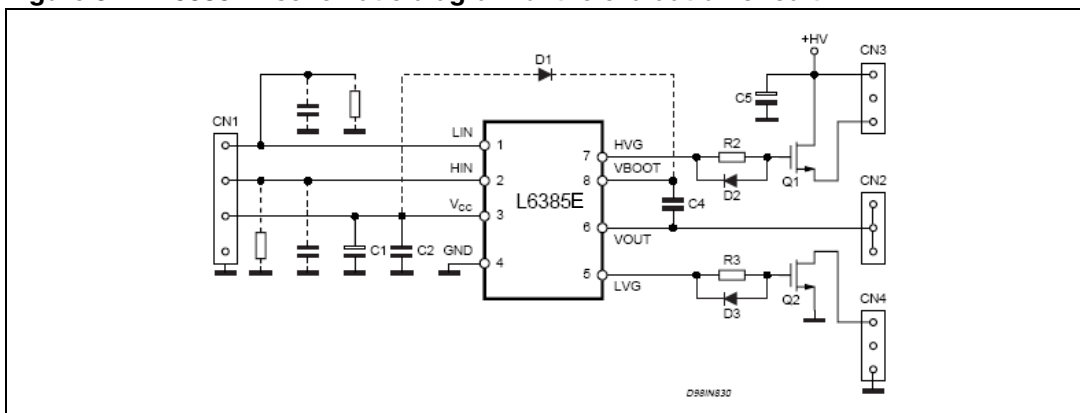 +HV
CN3
D1
C5
CN1
LIN
1
HVG
7
R2
HIN
2
VBOOT
8
D2
Q1
CN2
L6385E
VCC
3
C4
C1
C2
6
VOUT
GND
4
R3
5
LVG
Q2
D3
CN4
D98IN830